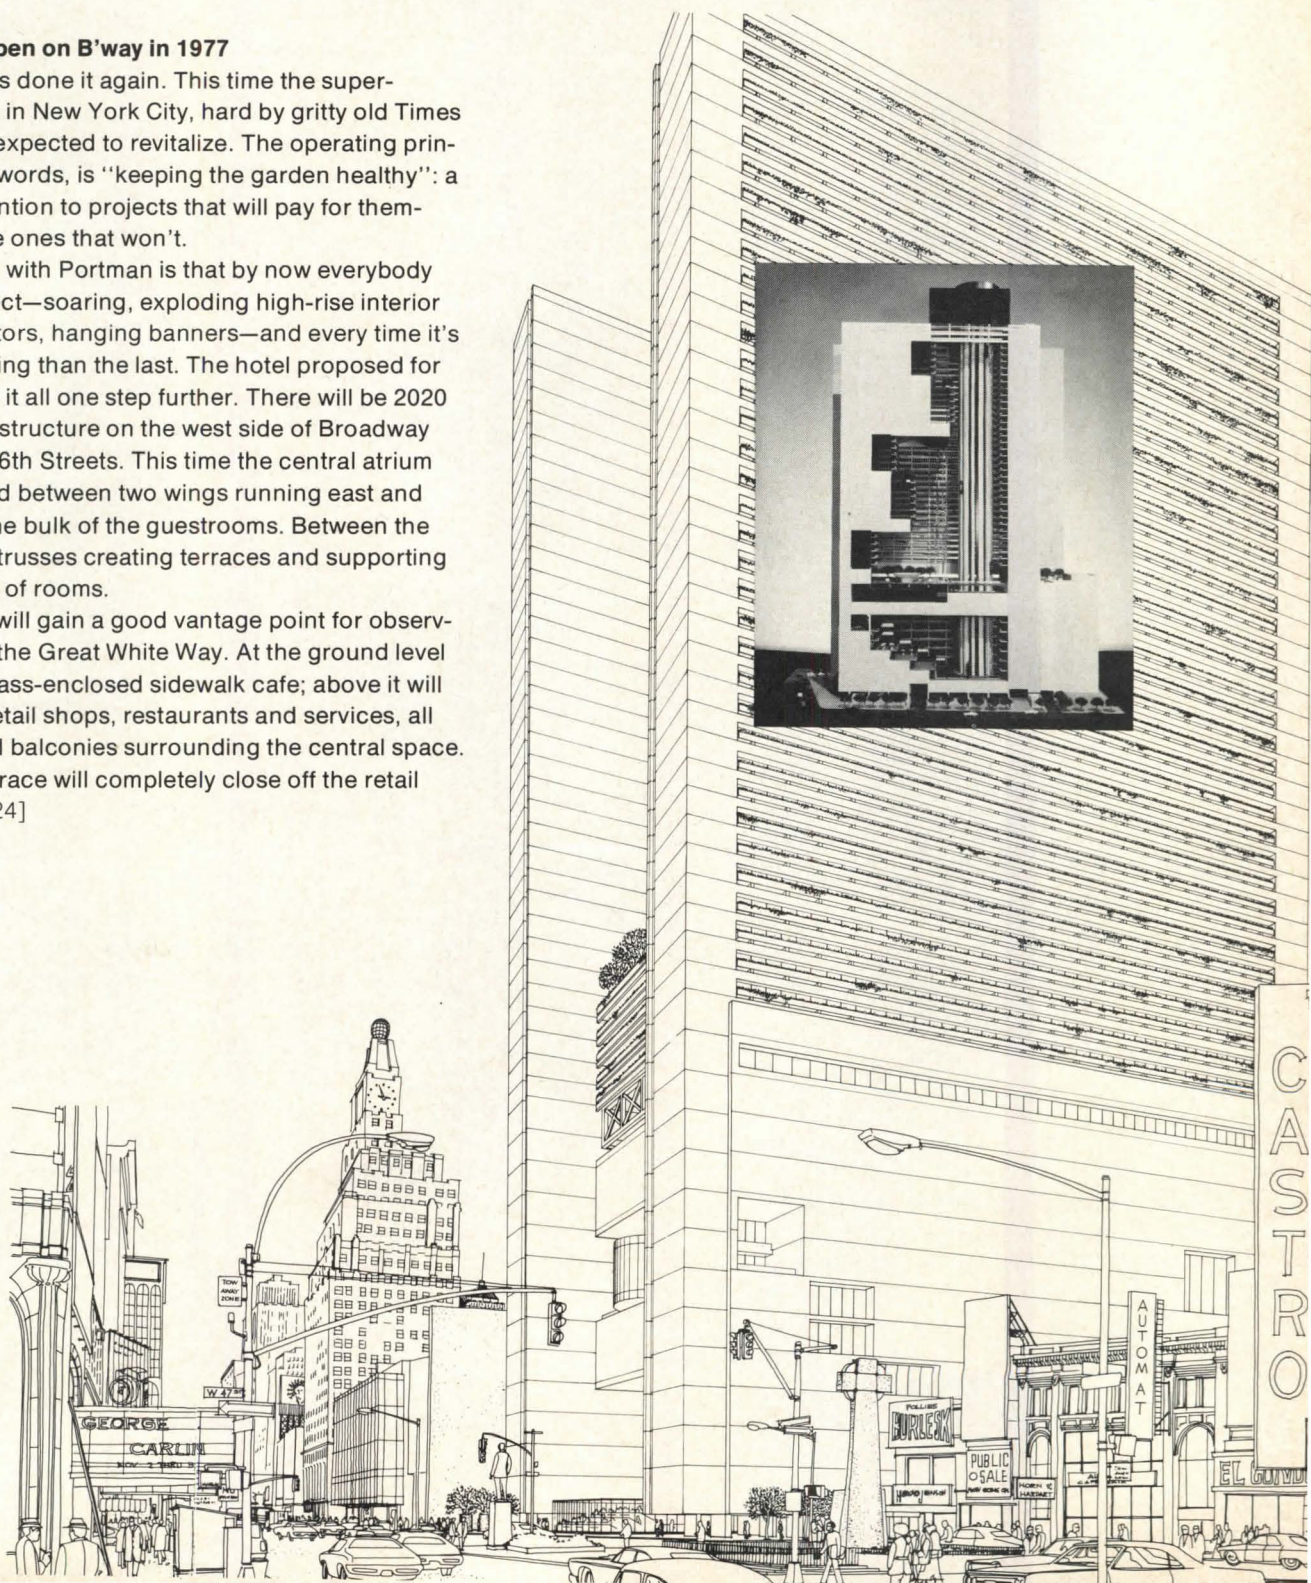 pen on B'way in 1977
s done it again. This time the super-
in New York City, hard by gritty old Times
expected to revitalize. The operating prin-
words, is "keeping the garden healthy": a
ntion to projects that will pay for them-
e ones that won't.
with Portman is that by now everybody
ct—soaring, exploding high-rise interior
tors, hanging banners—and every time it's
ing than the last. The hotel proposed for
it all one step further. There will be 2020
structure on the west side of Broadway
6th Streets. This time the central atrium
d between two wings running east and
ne bulk of the guestrooms. Between the
trusses creating terraces and supporting
of rooms.
will gain a good vantage point for observ-
the Great White Way. At the ground level
ass-enclosed sidewalk cafe; above it will
etail shops, restaurants and services, all
l balconies surrounding the central space.
race will completely close off the retail
24]
TOW
AWAY
ZONE
W 47
GEORGE
CARLIN
NOV
FOLLIES
BURLESK
PUBLIC
SALE
HORN &
HARDART
AUTOMAT
CASTRO
EL